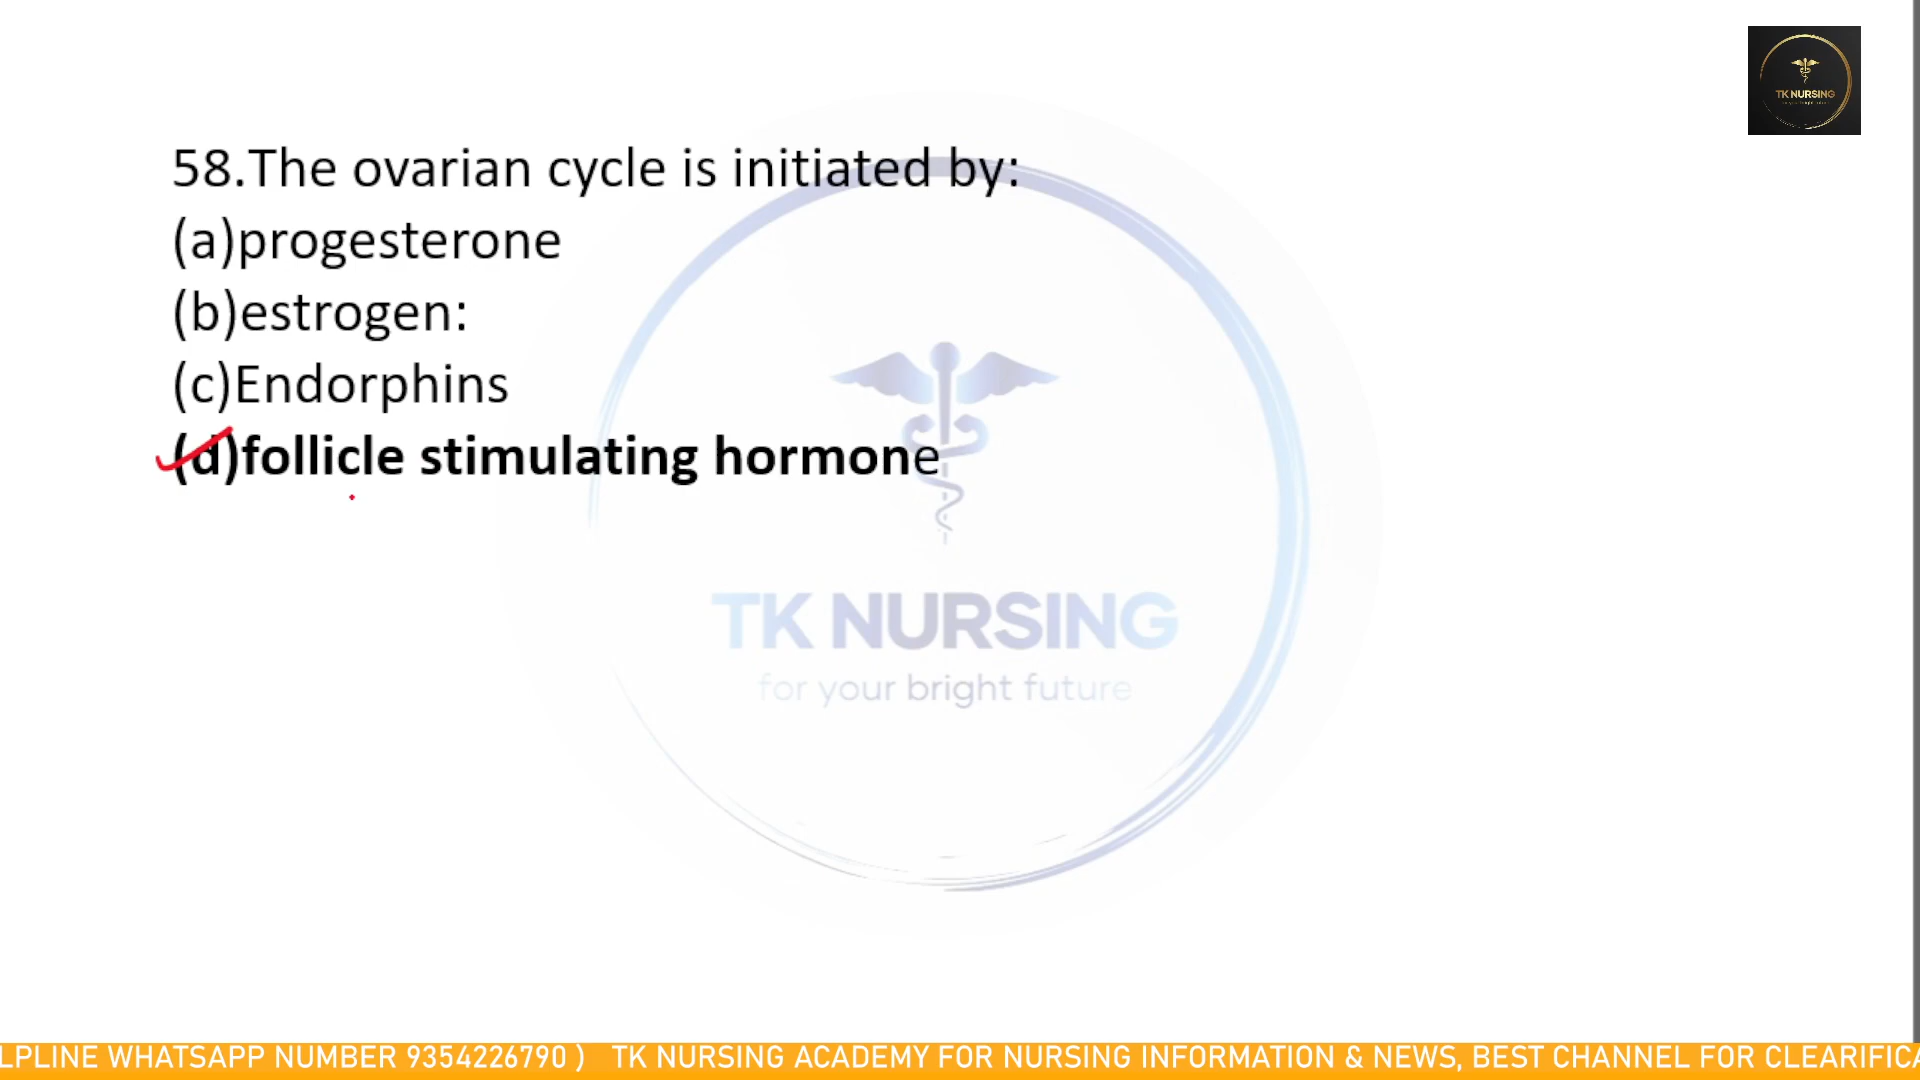 TK NURSING
58.The ovarian cycle is initiated by:
(a)progesterone
(b)estrogen:
(c)Endorphins
(d)follicle stimulating hormone
TK NURSING
for your bright future
LPLINE WHATSAPP NUMBER 9354226790 ) TK NURSING ACADEMY FOR NURSING INFORMATION & NEWS, BEST CHANNEL FOR CLEARIFICA